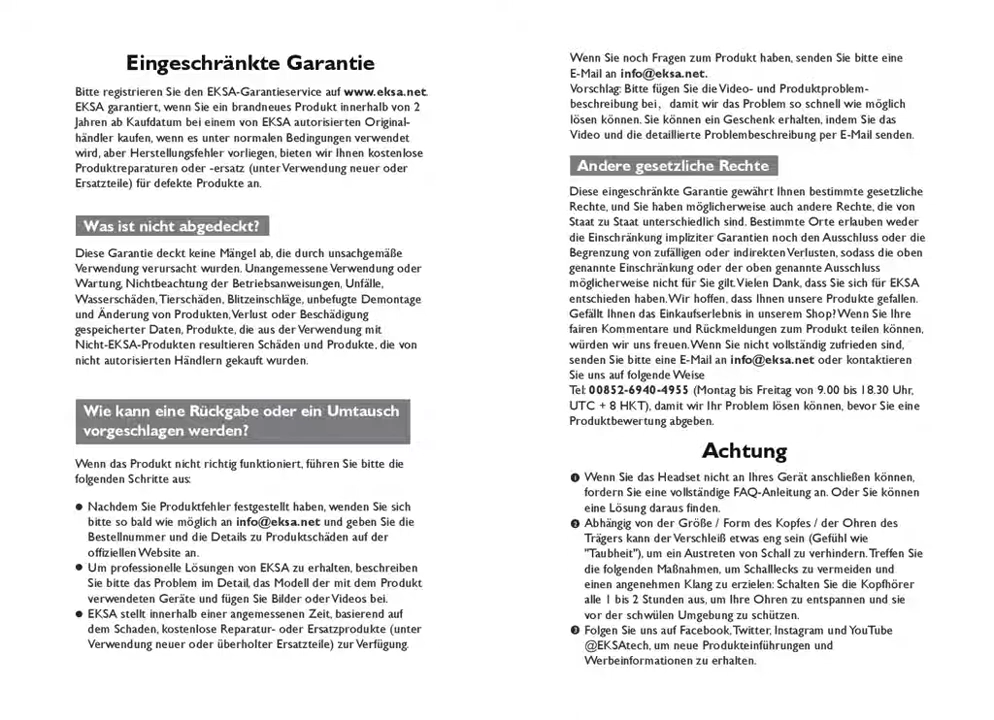 Eingeschränkte Garantie
Bitte registrieren Sie den EKSA-Garantieservice auf www.eksa.net.
EKSA garantiert, wenn Sie ein brandneues Produkt innerhalb von 2
Jahren ab Kaufdatum bei einem von EKSA autorisierten Original-
händler kaufen, wenn es unter normalen Bedingungen verwendet
wird, aber Herstellungsfehler vorliegen, bieten wir Ihnen kostenlose
Produktreparaturen oder -ersatz (unter Verwendung neuer oder
Ersatzteile) für defekte Produkte an.
Was ist nicht abgedeckt?
Diese Garantie deckt keine Mängel ab, die durch unsachgemäße
Verwendung verursacht wurden. Unangemessene Verwendung oder
Wartung, Nichtbeachtung der Betriebsanweisungen, Unfälle,
Wasserschäden, Tierschäden, Blitzeinschläge, unbefugte Demontage
und Änderung von Produkten, Verlust oder Beschädigung
gespeicherter Daten, Produkte, die aus der Verwendung mit
Nicht-EKSA-Produkten resultieren Schäden und Produkte, die von
nicht autorisierten Händlern gekauft wurden.
Wie kann eine Rückgabe oder ein Umtausch
vorgeschlagen werden?
Wenn das Produkt nicht richtig funktioniert, führen Sie bitte die
folgenden Schritte aus:
● Nachdem Sie Produktfehler festgestellt haben, wenden Sie sich
bitte so bald wie möglich an info@eksa.net und geben Sie die
Bestellnummer und die Details zu Produktschäden auf der
offiziellen Website an.
● Um professionelle Lösungen von EKSA zu erhalten, beschreiben
Sie bitte das Problem im Detail, das Modell der mit dem Produkt
verwendeten Geräte und fügen Sie Bilder oder Videos bei.
● EKSA stellt innerhalb einer angemessenen Zeit, basierend auf
dem Schaden, kostenlose Reparatur- oder Ersatzprodukte (unter
Verwendung neuer oder überholter Ersatzteile) zur Verfügung.
Wenn Sie noch Fragen zum Produkt haben, senden Sie bitte eine
E-Mail an info@eksa.net.
Vorschlag: Bitte fügen Sie die Video- und Produktproblem-
beschreibung bei, damit wir das Problem so schnell wie möglich
lösen können. Sie können ein Geschenk erhalten, indem Sie das
Video und die detaillierte Problembeschreibung per E-Mail senden.
Andere gesetzliche Rechte
Diese eingeschränkte Garantie gewährt Ihnen bestimmte gesetzliche
Rechte, und Sie haben möglicherweise auch andere Rechte, die von
Staat zu Staat unterschiedlich sind. Bestimmte Orte erlauben weder
die Einschränkung impliziter Garantien noch den Ausschluss oder die
Begrenzung von zufälligen oder indirekten Verlusten, sodass die oben
genannte Einschränkung oder der oben genannte Ausschluss
möglicherweise nicht für Sie gilt. Vielen Dank, dass Sie sich für EKSA
entschieden haben. Wir hoffen, dass Ihnen unsere Produkte gefallen.
Gefällt Ihnen das Einkaufserlebnis in unserem Shop? Wenn Sie Ihre
fairen Kommentare und Rückmeldungen zum Produkt teilen können,
würden wir uns freuen. Wenn Sie nicht vollständig zufrieden sind,
senden Sie bitte eine E-Mail an info@eksa.net oder kontaktieren
Sie uns auf folgende Weise
Tel: 00852-6940-4955 (Montag bis Freitag von 9.00 bis 18.30 Uhr,
UTC + 8 HKT), damit wir Ihr Problem lösen können, bevor Sie eine
Produktbewertung abgeben.
Achtung
❶ Wenn Sie das Headset nicht an Ihres Gerät anschließen können,
fordern Sie eine vollständige FAQ-Anleitung an. Oder Sie können
eine Lösung daraus finden.
❷ Abhängig von der Größe / Form des Kopfes / der Ohren des
Trägers kann der Verschleiß etwas eng sein (Gefühl wie
"Taubheit"), um ein Austreten von Schall zu verhindern. Treffen Sie
die folgenden Maßnahmen, um Schalllecks zu vermeiden und
einen angenehmen Klang zu erzielen: Schalten Sie die Kopfhörer
alle 1 bis 2 Stunden aus, um Ihre Ohren zu entspannen und sie
vor der schwülen Umgebung zu schützen.
❸ Folgen Sie uns auf Facebook, Twitter, Instagram und YouTube
@EKSAtech, um neue Produkteinführungen und
Werbeinformationen zu erhalten.